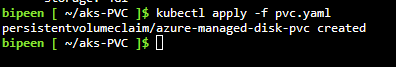 bipeen [ ~/aks-PVC ]$ kubectl apply -f pvc.yaml
persistentvolumeclaim/azure-managed-disk-pvc created
bipeen [ ~/aks-PVC ]$